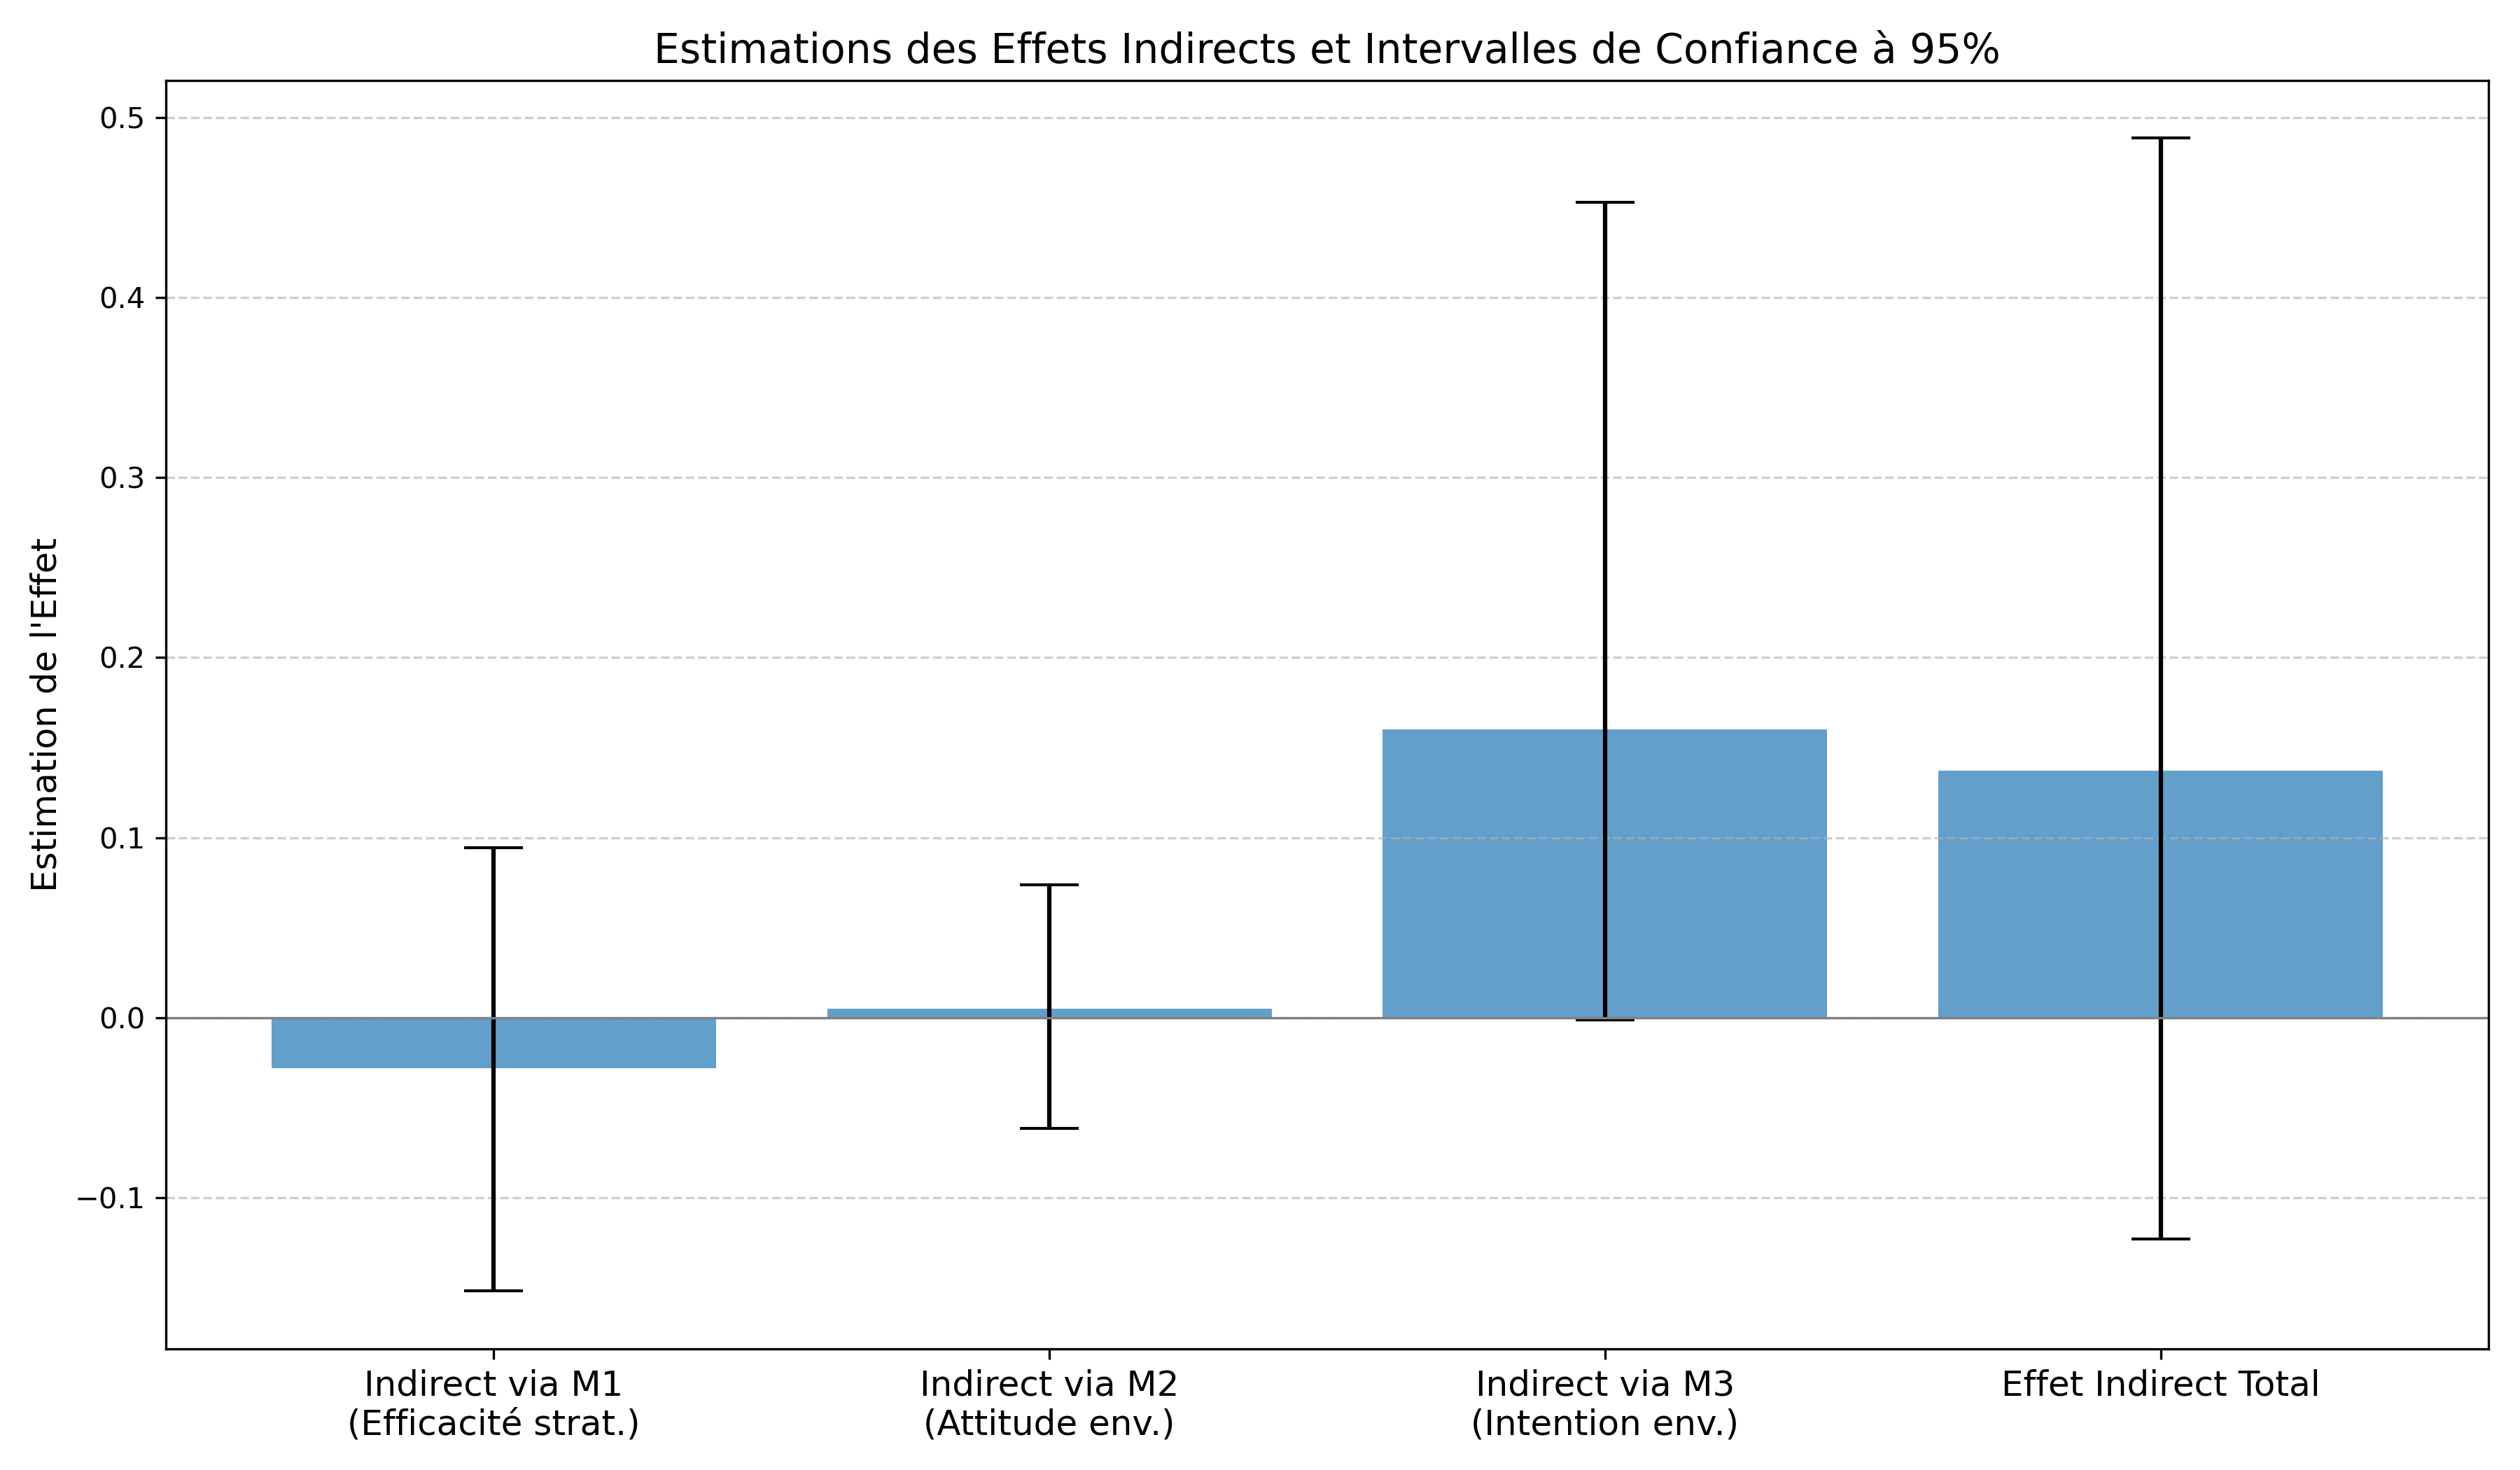 Estimations des Effets Indirects et Intervalles de Confiance à 95%
Estimation de l'Effet
0.5
0.4
0.3
0.2
0.1
0.0
−0.1
Indirect via M1
(Efficacité strat.)
Indirect via M2
(Attitude env.)
Indirect via M3
(Intention env.)
Effet Indirect Total